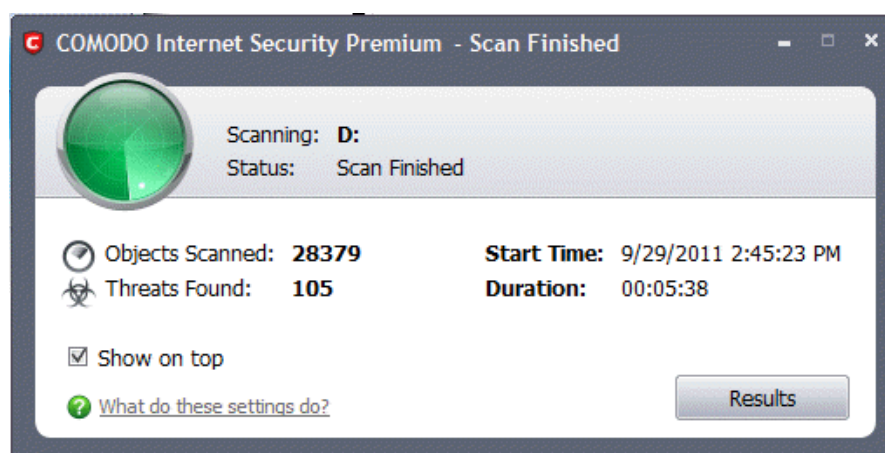 COMODO Internet Security Premium - Scan Finished
Scanning: D:
Status: Scan Finished
Objects Scanned: 28379
Start Time: 9/29/2011 2:45:23 PM
Threats Found: 105
Duration: 00:05:38
Show on top
What do these settings do?
Results